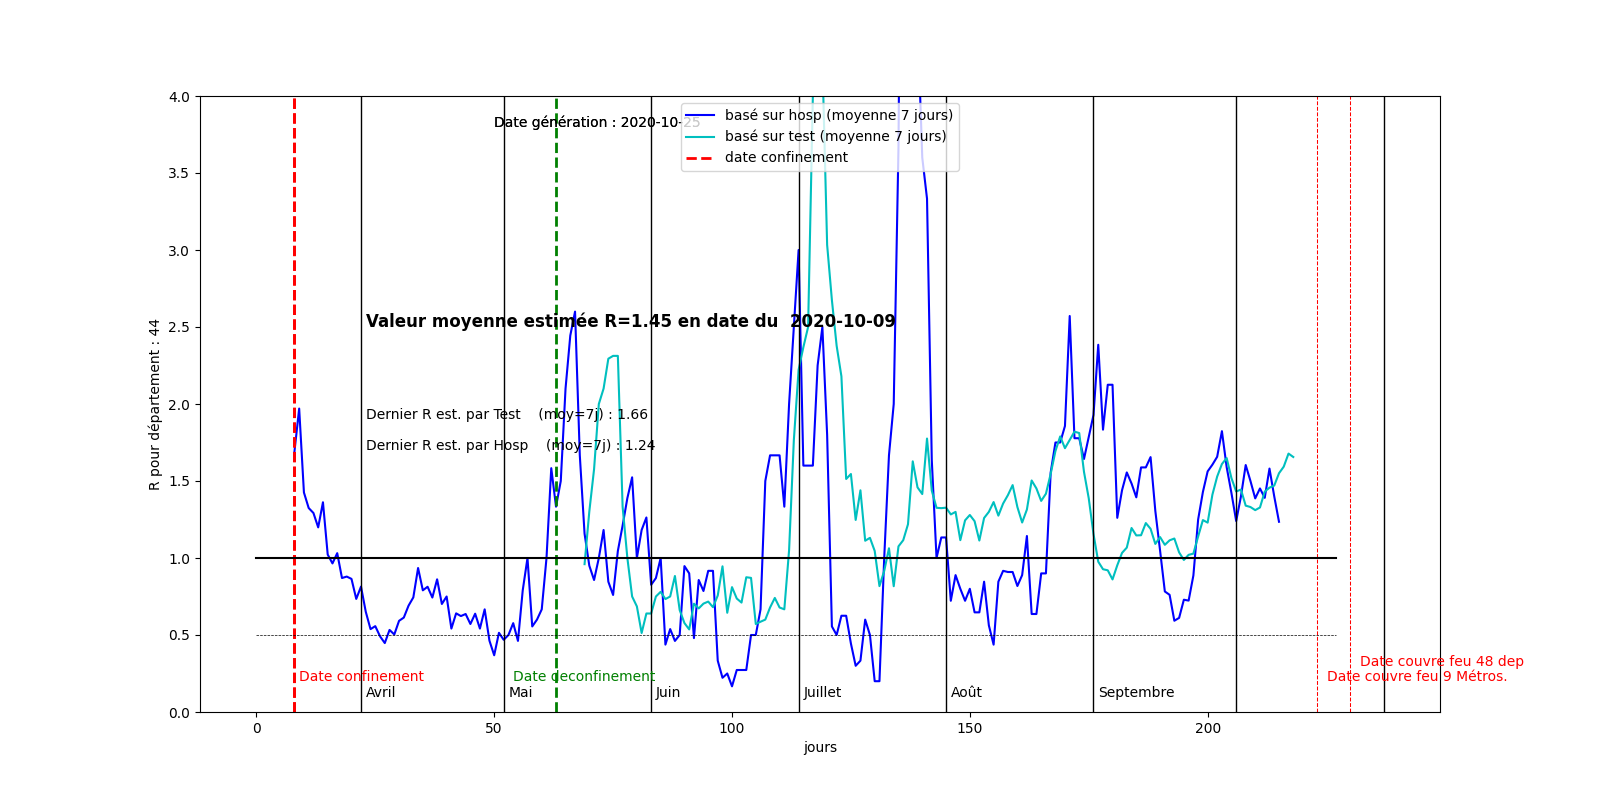 4.0
3.5
3.0
2.5
2.0
1.5
1.0
0.5
0.0
R pour département : 44
Date génération : 2020-10-25
basé sur hosp (moyenne 7 jours)
basé sur test (moyenne 7 jours)
date confinement
Valeur moyenne estimée R=1.45 en date du  2020-10-09
Dernier R est. par Test    (moy=7j) : 1.66
Dernier R est. par Hosp    (moy=7j) : 1.24
Date couvre feu 48 dep
Date confinement
Date deconfinement
Date couvre feu 9 Métros.
Avril
Mai
Juin
Juillet
Août
Septembre
0
50
100
150
200
jours